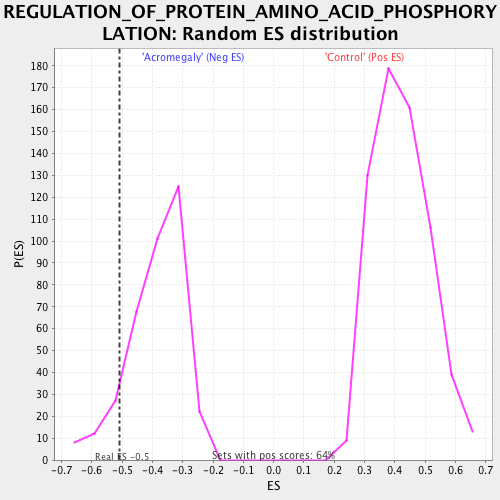 REGULATION_OF_PROTEIN_AMINO_ACID_PHOSPHORY
LATION: Random ES distribution
'Acromegaly' (Neg ES) 'Control' (Pos ES)
180
170
160
150
140
130
120
110
100
90
80
70
60
50
40
30
20
10
0
P(ES)
Real ES -0.5 Sets with pos scores: 64%
-0.7 -0.6 -0.5 -0.4 -0.3 -0.2 -0.1 0.0 0.1 0.2 0.3 0.4 0.5 0.6 0.7
ES